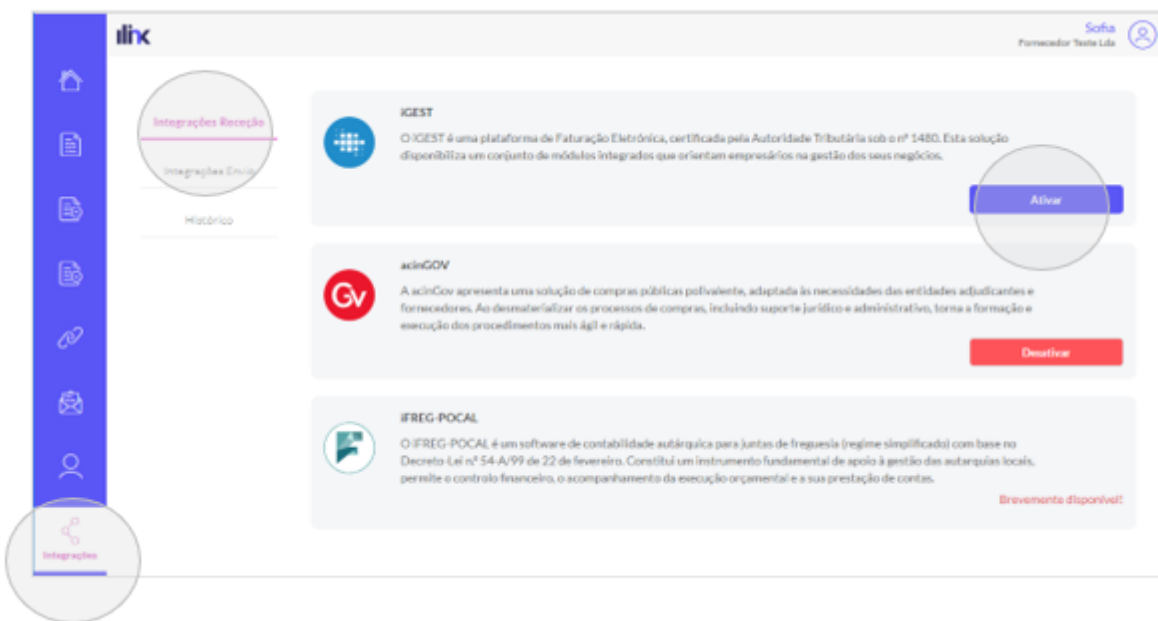 ilink
Sofia
Fornecedor Teste Lda
Integrações Receção
Integrações Envio
Histórico
iGEST
O iGEST é uma plataforma de Faturação Eletrónica, certificada pela Autoridade Tributária sob o nº 1480. Esta solução
disponibiliza um conjunto de módulos integrados que orientam empresários na gestão dos seus negócios.
Ativar
acinGOV
Gv
A acinGov apresenta uma solução de compras públicas polivalente, adaptada às necessidades das entidades adjudicantes e
fornecedores. Ao desmaterializar os processos de compras, incluindo suporte jurídico e administrativo, torna a formação e
execução dos procedimentos mais ágil e rápida.
Desativar
iFREG-POCAL
O iFREG-POCAL é um software de contabilidade autárquica para juntas de freguesia (regime simplificado) com base no
Decreto-Lei nº 54-A/99 de 22 de fevereiro. Constitui um instrumento fundamental de apoio à gestão das autarquias locais,
permite o controlo financeiro, o acompanhamento da execução orçamental e a sua prestação de contas.
Brevemente disponível!
Integrações